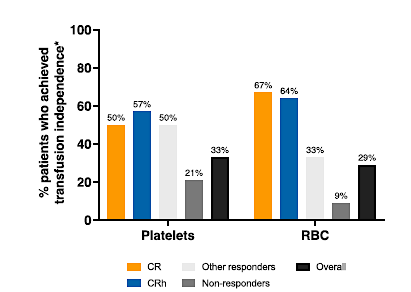 % patients who achieved
transfusion independence*
100
80
60
40
20
0
50%
57%
50%
21%
33%
67%
64%
33%
9%
29%
Platelets
RBC
CR
Other responders
Overall
CRh
Non-responders